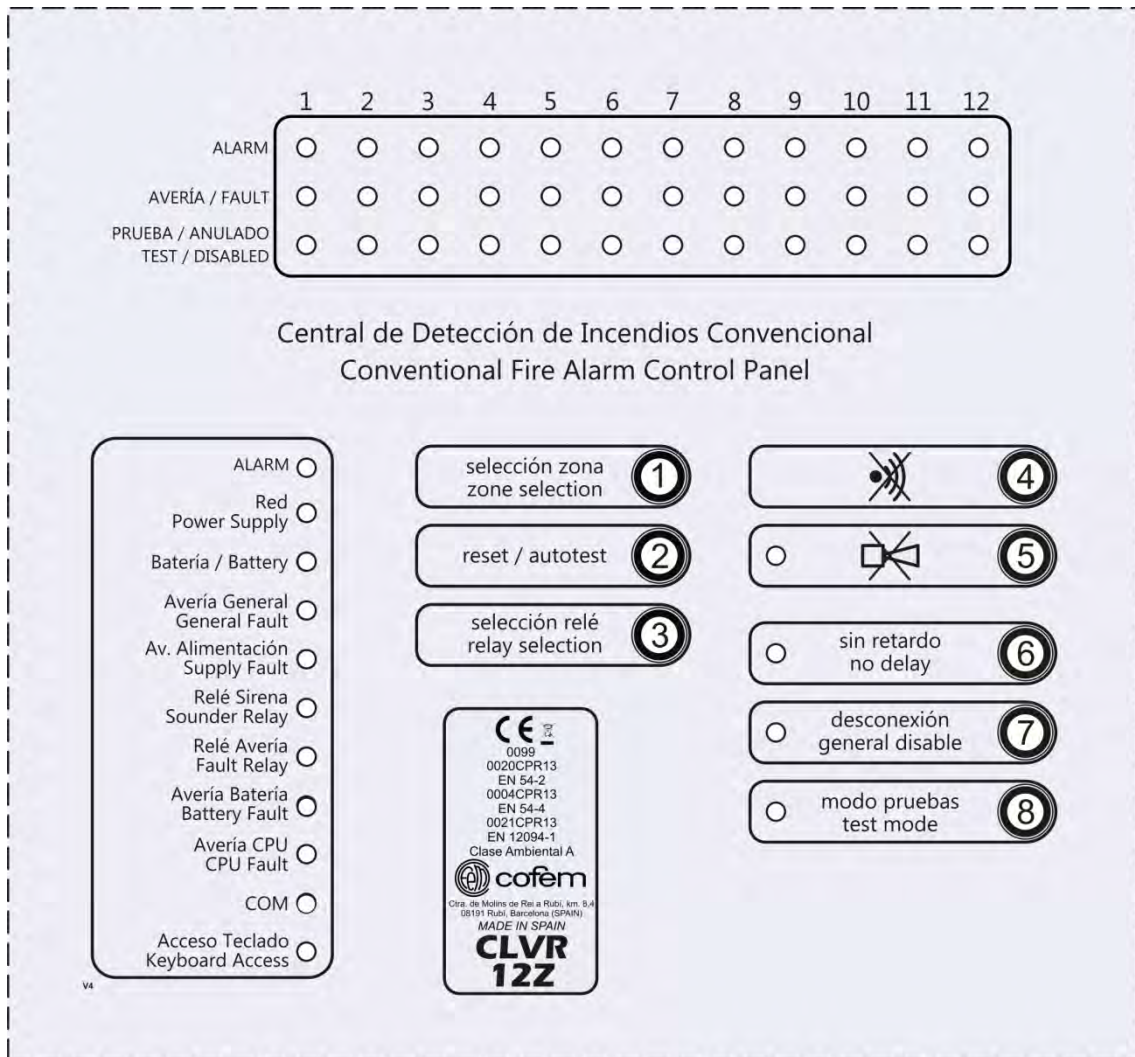 1 2 3 4 5 6 7 8 9 10 11 12
ALARM
AVERÍA / FAULT
PRUEBA / ANULADO
TEST / DISABLED
Central de Detección de Incendios Convencional
Conventional Fire Alarm Control Panel
ALARM
Red
Power Supply
Batería / Battery
Avería General
General Fault
Av. Alimentación
Supply Fault
Relé Sirena
Sounder Relay
Relé Avería
Fault Relay
Avería Batería
Battery Fault
Avería CPU
CPU Fault
COM
Acceso Teclado
Keyboard Access
V4
selección zona
zone selection
1
reset / autotest
2
selección relé
relay selection
3
CE
0099
0020CPR13
EN 54-2
0004CPR13
EN 54-4
0021CPR13
EN 12094-1
Clase Ambiental A
cofem
Ctra. de Molins de Rei a Rubí, km. 8,4
08191 Rubí, Barcelona (SPAIN)
MADE IN SPAIN
CLVR
12Z
4
5
sin retardo
no delay
6
desconexión
general disable
7
modo pruebas
test mode
8